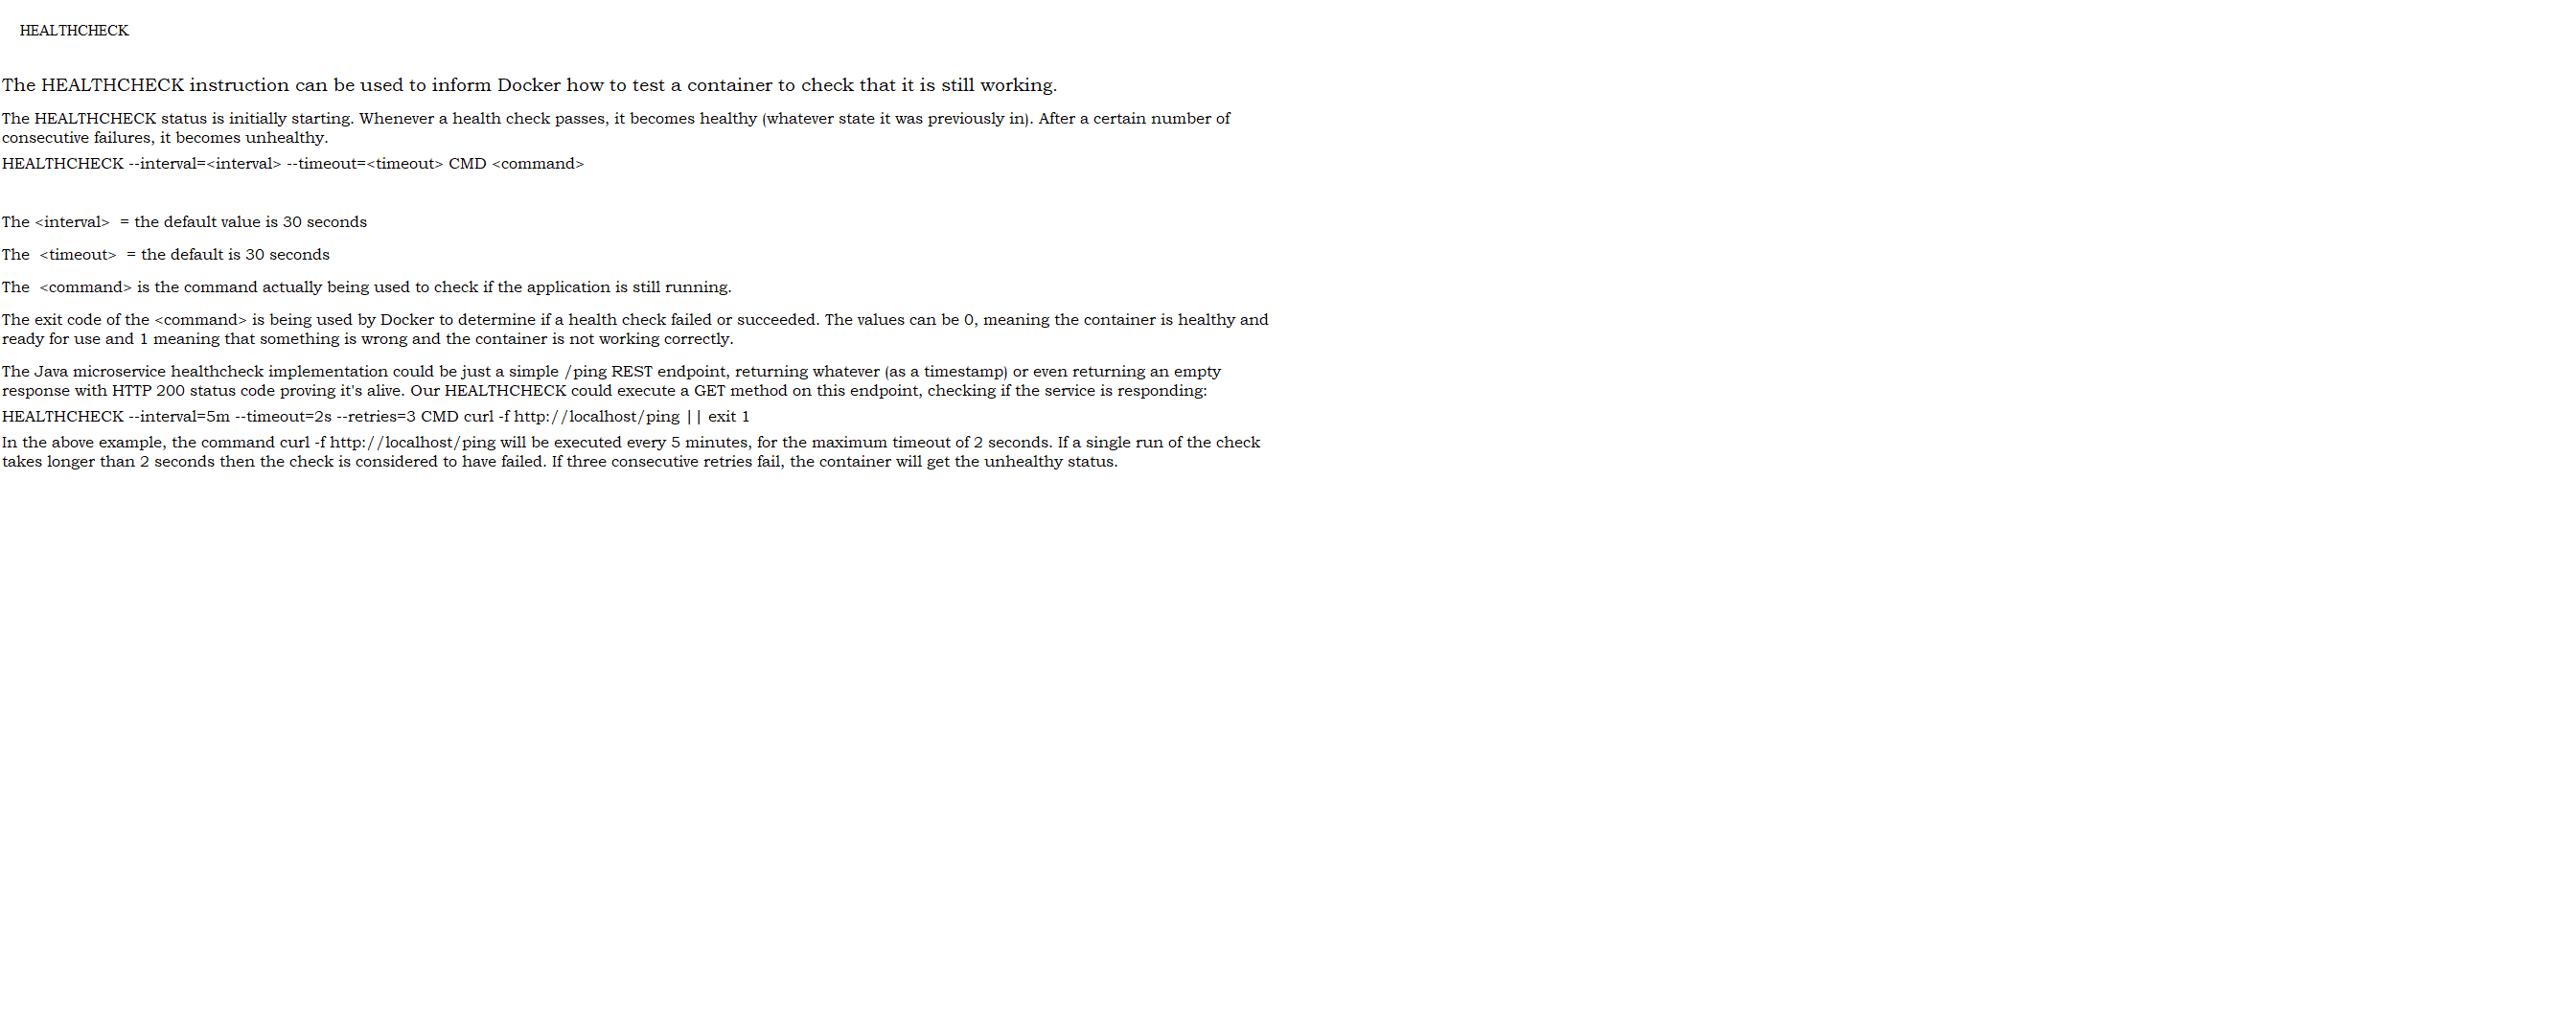 HEALTHCHECK
The HEALTHCHECK instruction can be used to inform Docker how to test a container to check that it is still working.
The HEALTHCHECK status is initially starting. Whenever a health check passes, it becomes healthy (whatever state it was previously in). After a certain number of
consecutive failures, it becomes unhealthy.
HEALTHCHECK --interval=<interval> --timeout=<timeout> CMD <command>
The <interval>  = the default value is 30 seconds
The  <timeout>  = the default is 30 seconds
The  <command> is the command actually being used to check if the application is still running.
The exit code of the <command> is being used by Docker to determine if a health check failed or succeeded. The values can be 0, meaning the container is healthy and
ready for use and 1 meaning that something is wrong and the container is not working correctly.
The Java microservice healthcheck implementation could be just a simple /ping REST endpoint, returning whatever (as a timestamp) or even returning an empty
response with HTTP 200 status code proving it's alive. Our HEALTHCHECK could execute a GET method on this endpoint, checking if the service is responding:
HEALTHCHECK --interval=5m --timeout=2s --retries=3 CMD curl -f http://localhost/ping || exit 1
In the above example, the command curl -f http://localhost/ping will be executed every 5 minutes, for the maximum timeout of 2 seconds. If a single run of the check
takes longer than 2 seconds then the check is considered to have failed. If three consecutive retries fail, the container will get the unhealthy status.